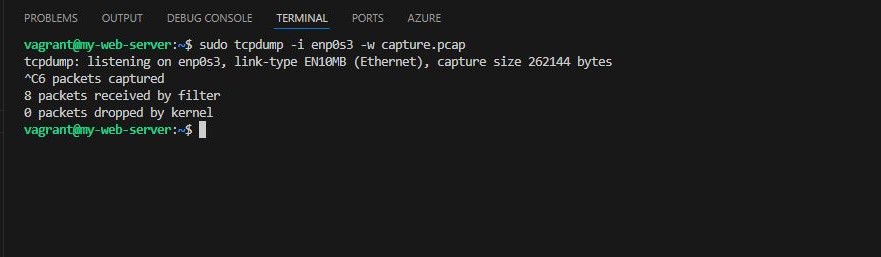 PROBLEMS OUTPUT DEBUG CONSOLE TERMINAL PORTS AZURE
vagrant@my-web-server:~$ sudo tcpdump -i enp0s3 -w capture.pcap
tcpdump: listening on enp0s3, link-type EN10MB (Ethernet), capture size 262144 bytes
^C6 packets captured
8 packets received by filter
0 packets dropped by kernel
vagrant@my-web-server:~$